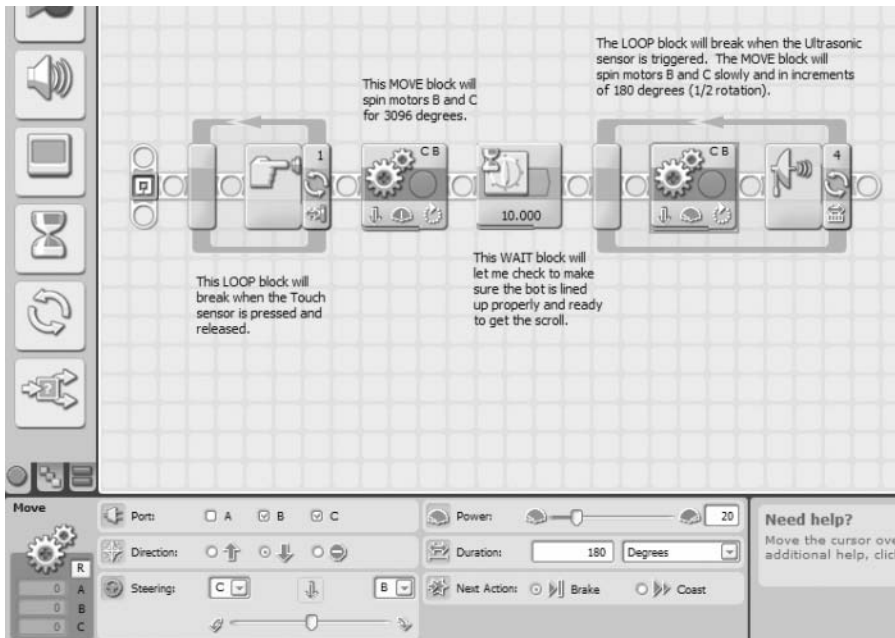 The LOOP block will break when the Ultrasonic
sensor is triggered. The MOVE block will
spin motors B and C slowly and in increments
of 180 degrees (1/2 rotation).
This MOVE block will
spin motors B and C
for 3096 degrees.
1
C B
C B
4
10.000
This LOOP block will
break when the Touch
sensor is pressed and
released.
This WAIT block will
let me check to make
sure the bot is lined
up properly and ready
to get the scroll.
Move
R
0 A
0 B
0 C
Port: A B C
Direction:
Steering: C B
Power: 20
Duration: 180 Degrees
Next Action: Brake Coast
Need help?
Move the cursor ove
additional help, clic